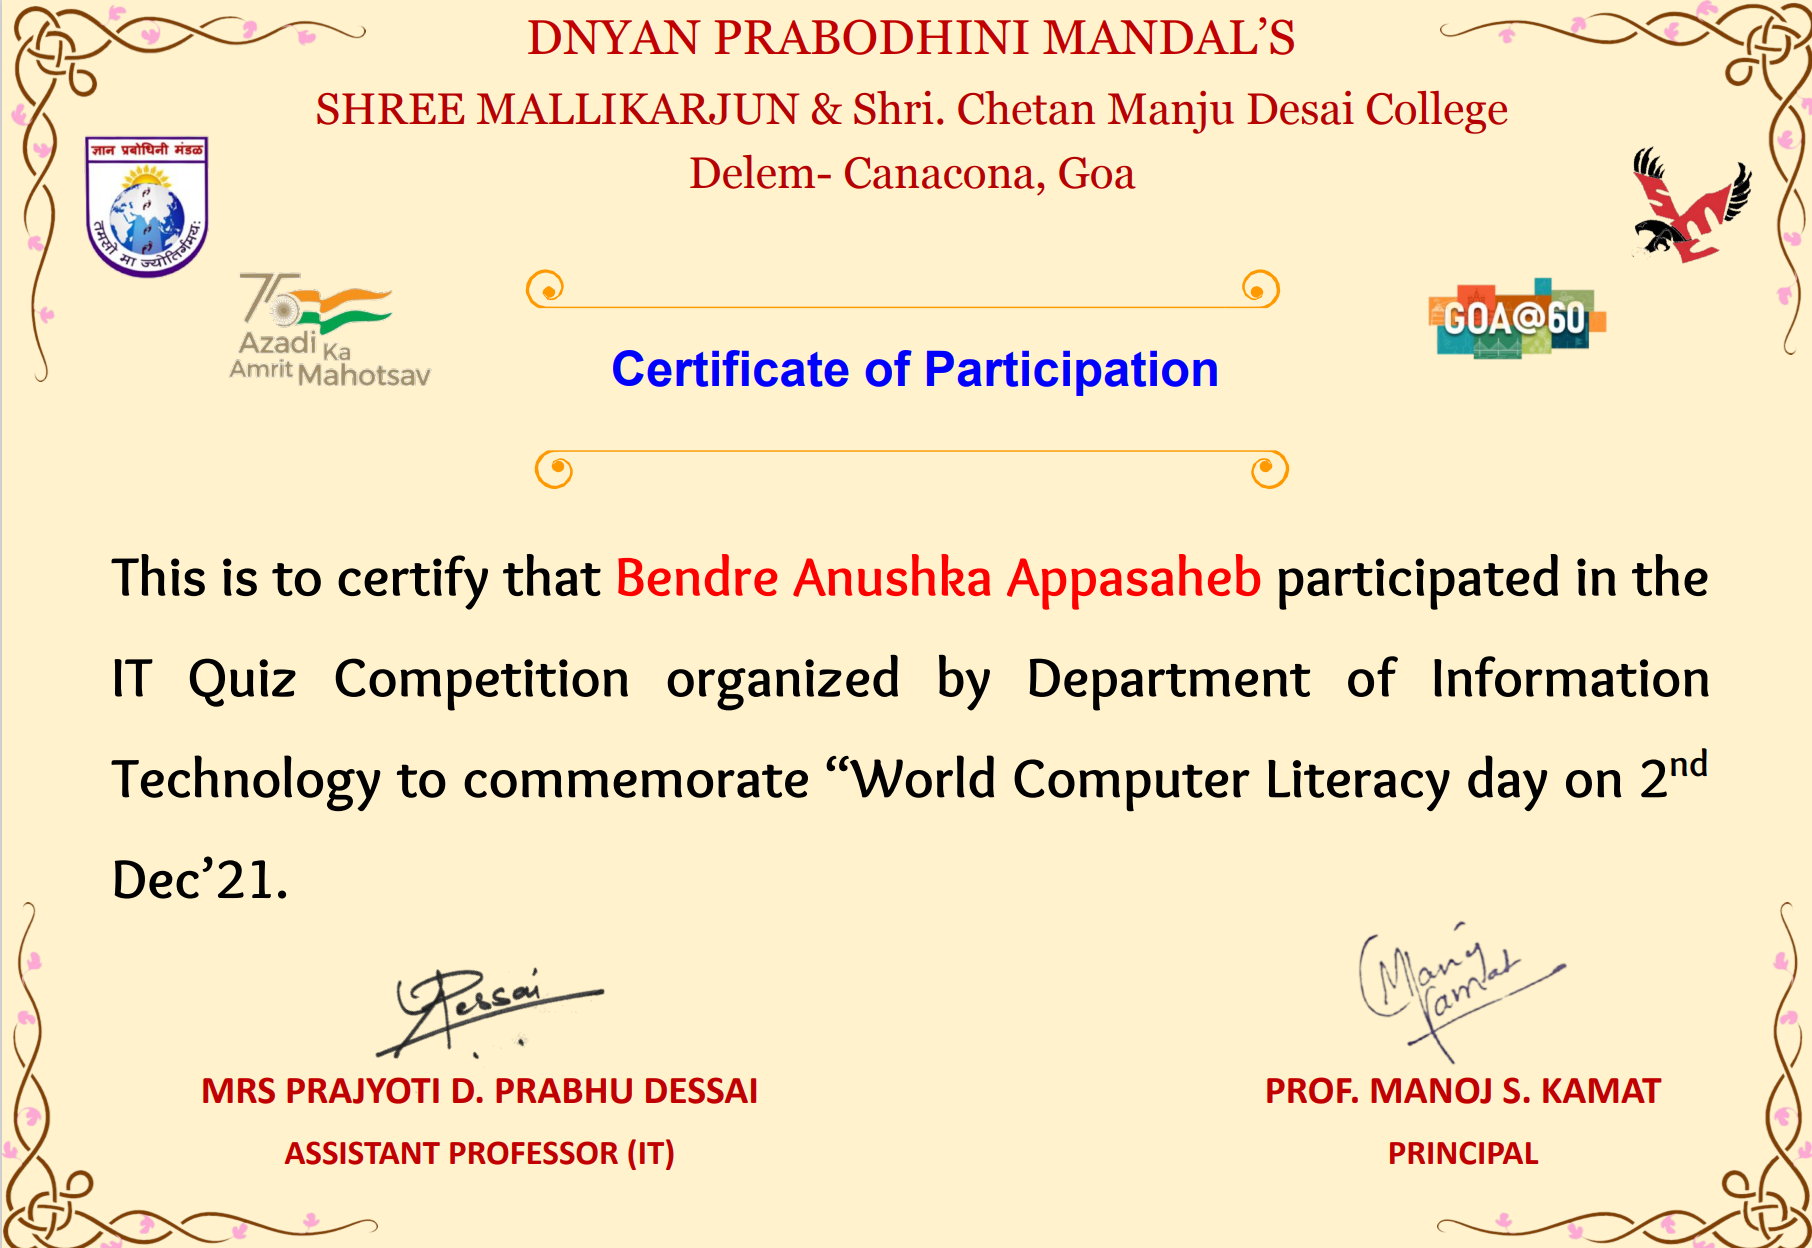 DNYAN PRABODHINI MANDAL’S
SHREE MALLIKARJUN & Shri. Chetan Manju Desai College
Delem- Canacona, Goa
ज्ञान प्रबोधिनी मंडळ
तमसो मा ज्योतिर्गमय:
75
Azadi Ka
Amrit Mahotsav
GOA@60
Certificate of Participation
This is to certify that Bendre Anushka Appasaheb participated in the
IT Quiz Competition organized by Department of Information
Technology to commemorate “World Computer Literacy day on 2nd
Dec’21.
Dessai
Manoj
Kamat
MRS PRAJYOTI D. PRABHU DESSAI
PROF. MANOJ S. KAMAT
ASSISTANT PROFESSOR (IT)
PRINCIPAL